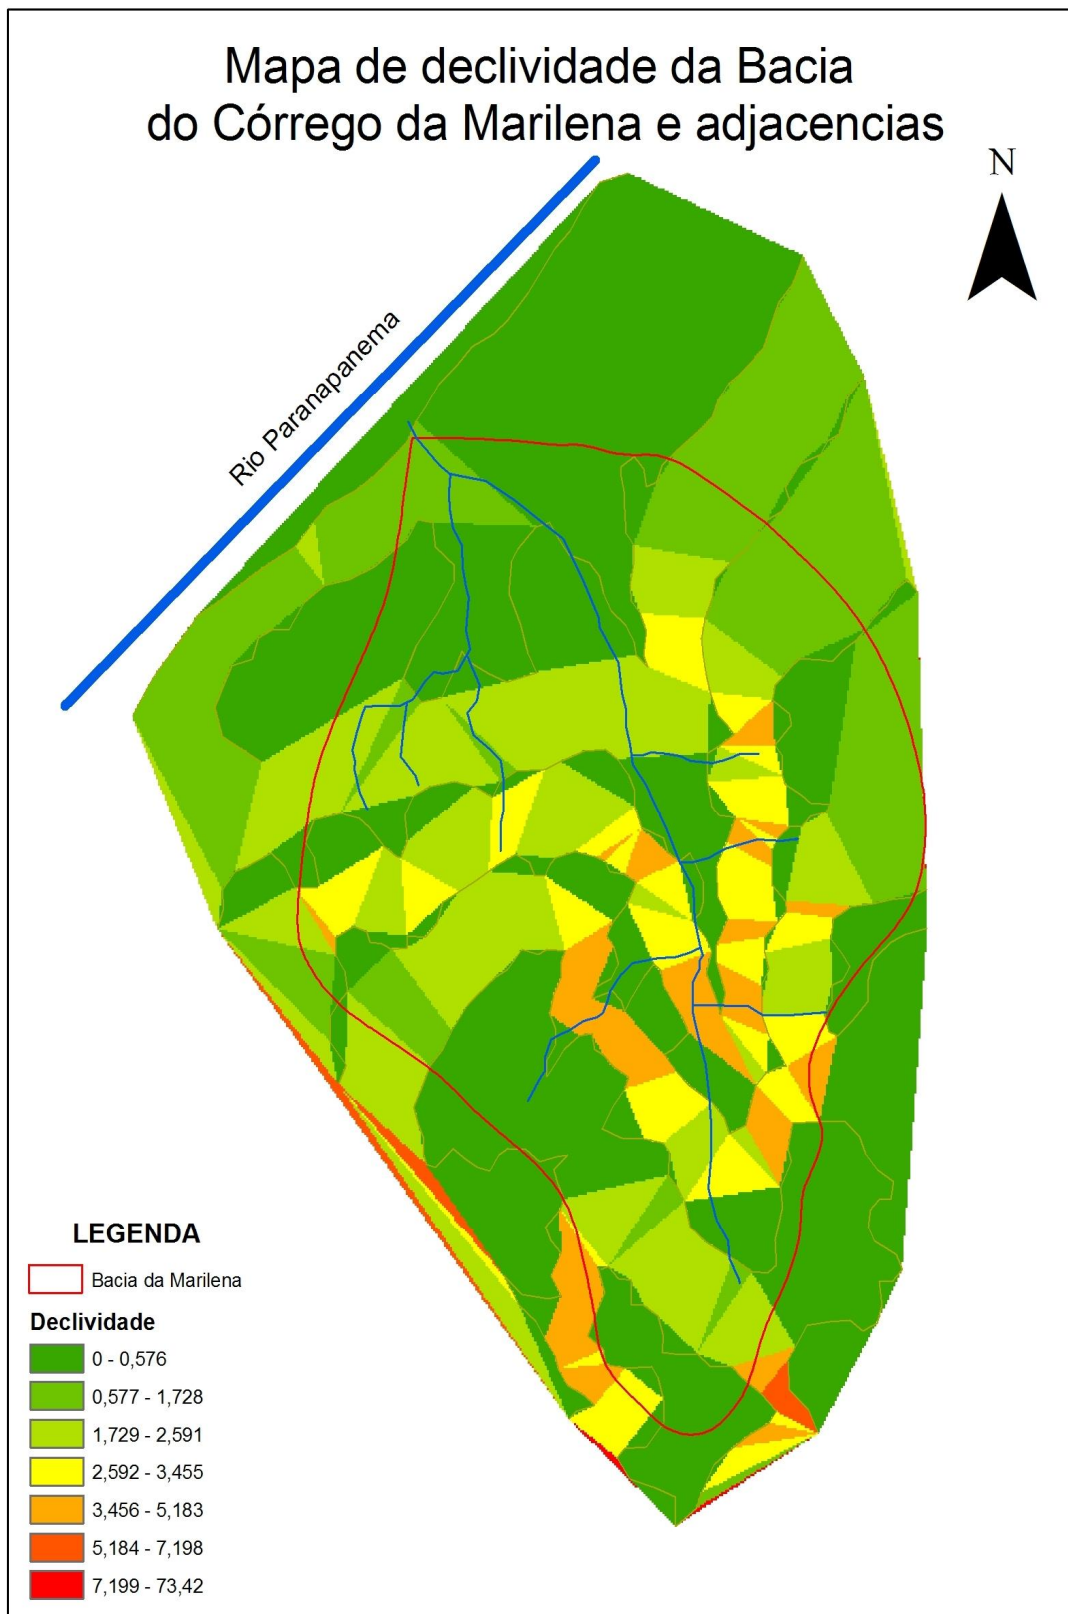 Mapa de declividade da Bacia
do Córrego da Marilena e adjacencias
N
Rio Paranapanema
LEGENDA
Bacia da Marilena
Declividade
0 - 0,576
0,577 - 1,728
1,729 - 2,591
2,592 - 3,455
3,456 - 5,183
5,184 - 7,198
7,199 - 73,42